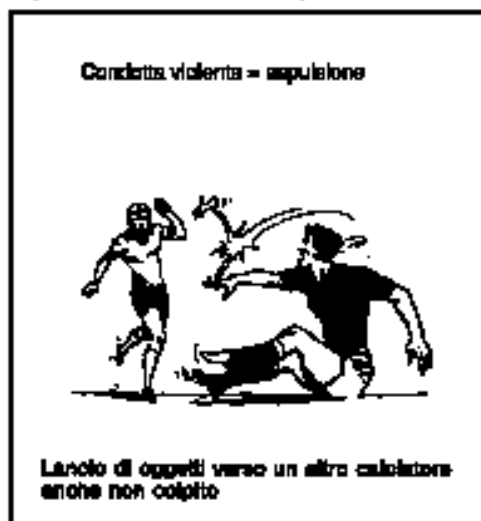 Condotta violenta = espulsione
Lancio di oggetti verso un altro calciatore
anche non colpito